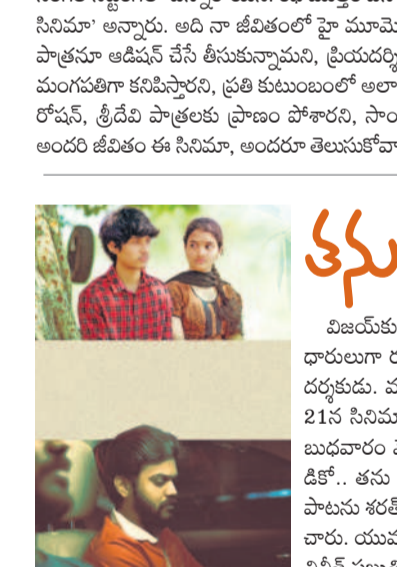 సినిమా' అన్నారు. అది నా జీవితంలో హై మూమె
పాత్రనూ ఆడిషన్ చేసే తీసుకున్నామని, ప్రియదర్శి
మంగపతిగా కనిపిస్తారని, ప్రతి కుటుంబంలో అలా
రోషన్, శ్రీదేవి పాత్రలకు ప్రాణం పోశారని, సాం
అందరి జీవితం ఈ సినిమా, అందరూ తెలుసుకోవా
తను
విజయ్‌కు
ధారులుగా ర
దర్శకుడు. వ
21న సినిమా
బుధవారం
డికో.. తను
పాటను శరత్
చారు. యువ